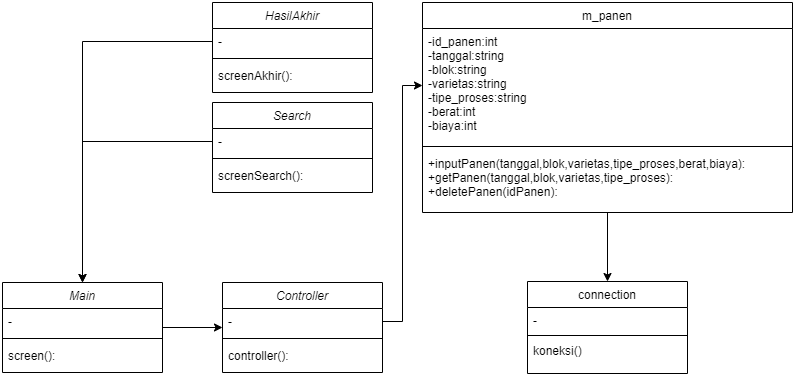 HasilAkhir
-
screenAkhir():
Search
-
screenSearch():
m_panen
-id_panen:int
-tanggal:string
-blok:string
-varietas:string
-tipe_proses:string
-berat:int
-biaya:int
+inputPanen(tanggal,blok,varietas,tipe_proses,berat,biaya):
+getPanen(tanggal,blok,varietas,tipe_proses):
+deletePanen(idPanen):
Main
-
screen():
Controller
-
controller():
connection
-
koneksi()